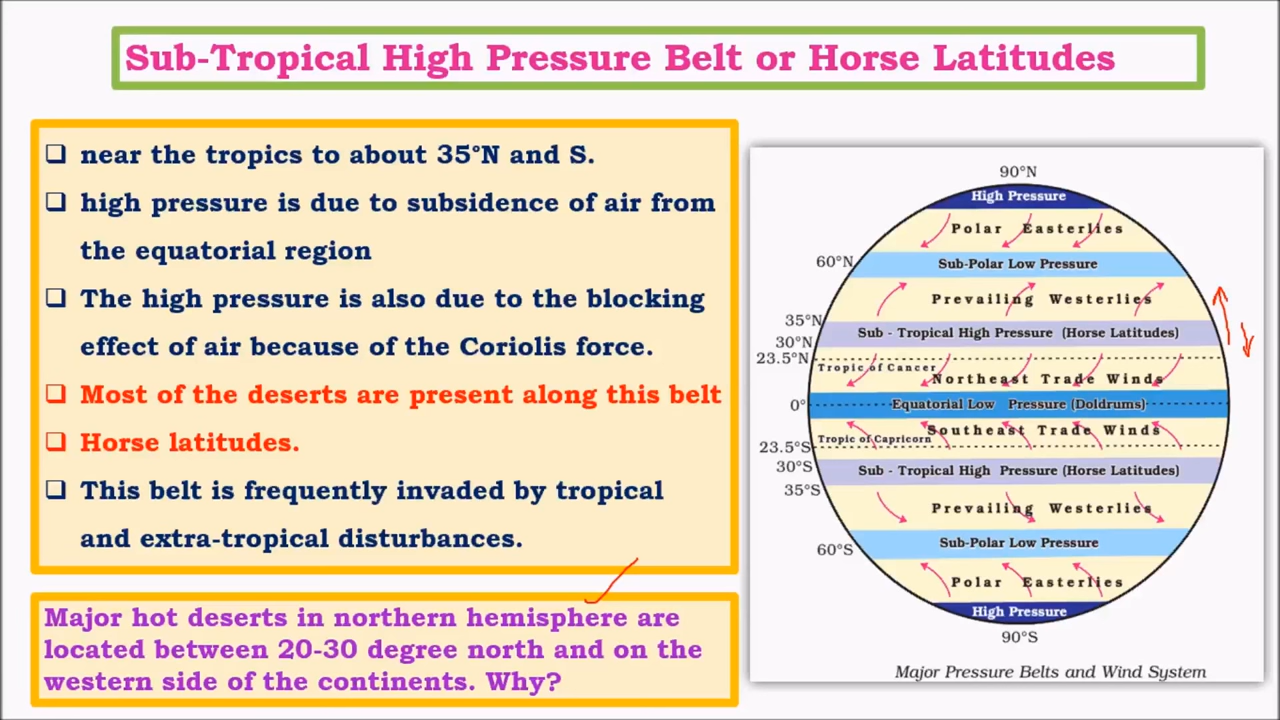 Sub-Tropical High Pressure Belt or Horse Latitudes
❑ near the tropics to about 35°N and S.
❑ high pressure is due to subsidence of air from
the equatorial region
❑ The high pressure is also due to the blocking
effect of air because of the Coriolis force.
❑ Most of the deserts are present along this belt
❑ Horse latitudes.
❑ This belt is frequently invaded by tropical
and extra-tropical disturbances.
Major hot deserts in northern hemisphere are
located between 20-30 degree north and on the
western side of the continents. Why?
90°N
High Pressure
Polar Easterlies
60°N
Sub-Polar Low Pressure
Prevailing Westerlies
35°N
Sub - Tropical High Pressure (Horse Latitudes)
30°N
23.5°N
Tropic of Cancer
Northeast Trade Winds
0°
Equatorial Low Pressure (Doldrums)
Southeast Trade Winds
Tropic of Capricorn
23.5°S
30°S
Sub - Tropical High Pressure (Horse Latitudes)
35°S
Prevailing Westerlies
60°S
Sub-Polar Low Pressure
Polar Easterlies
High Pressure
90°S
Major Pressure Belts and Wind System